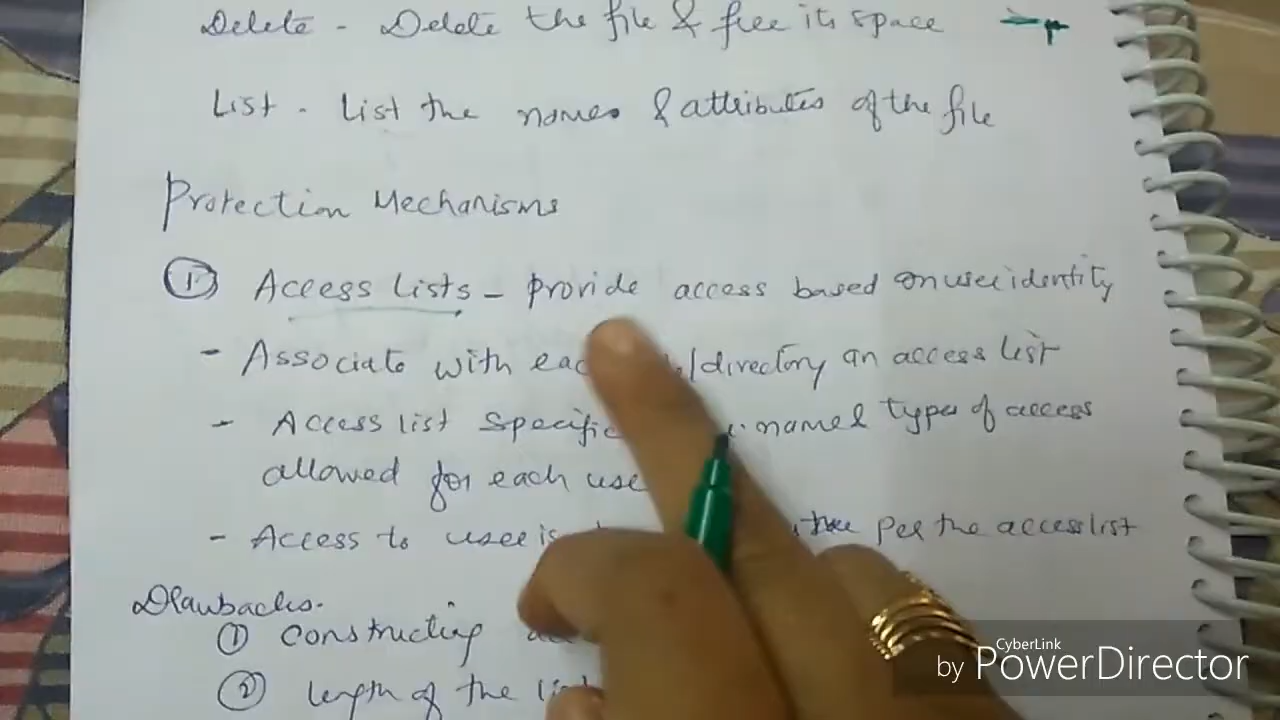 Delete - Delete the file & free its space
List - List the names & attributes of the file
Protection Mechanisms
① Access Lists - provide access based on user identity
- Associate with each /directory an access list
- Access list specific name & types of access
allowed for each use
- Access to user is per the access list
Drawbacks.
① constructing
② length of the
CyberLink
by PowerDirector